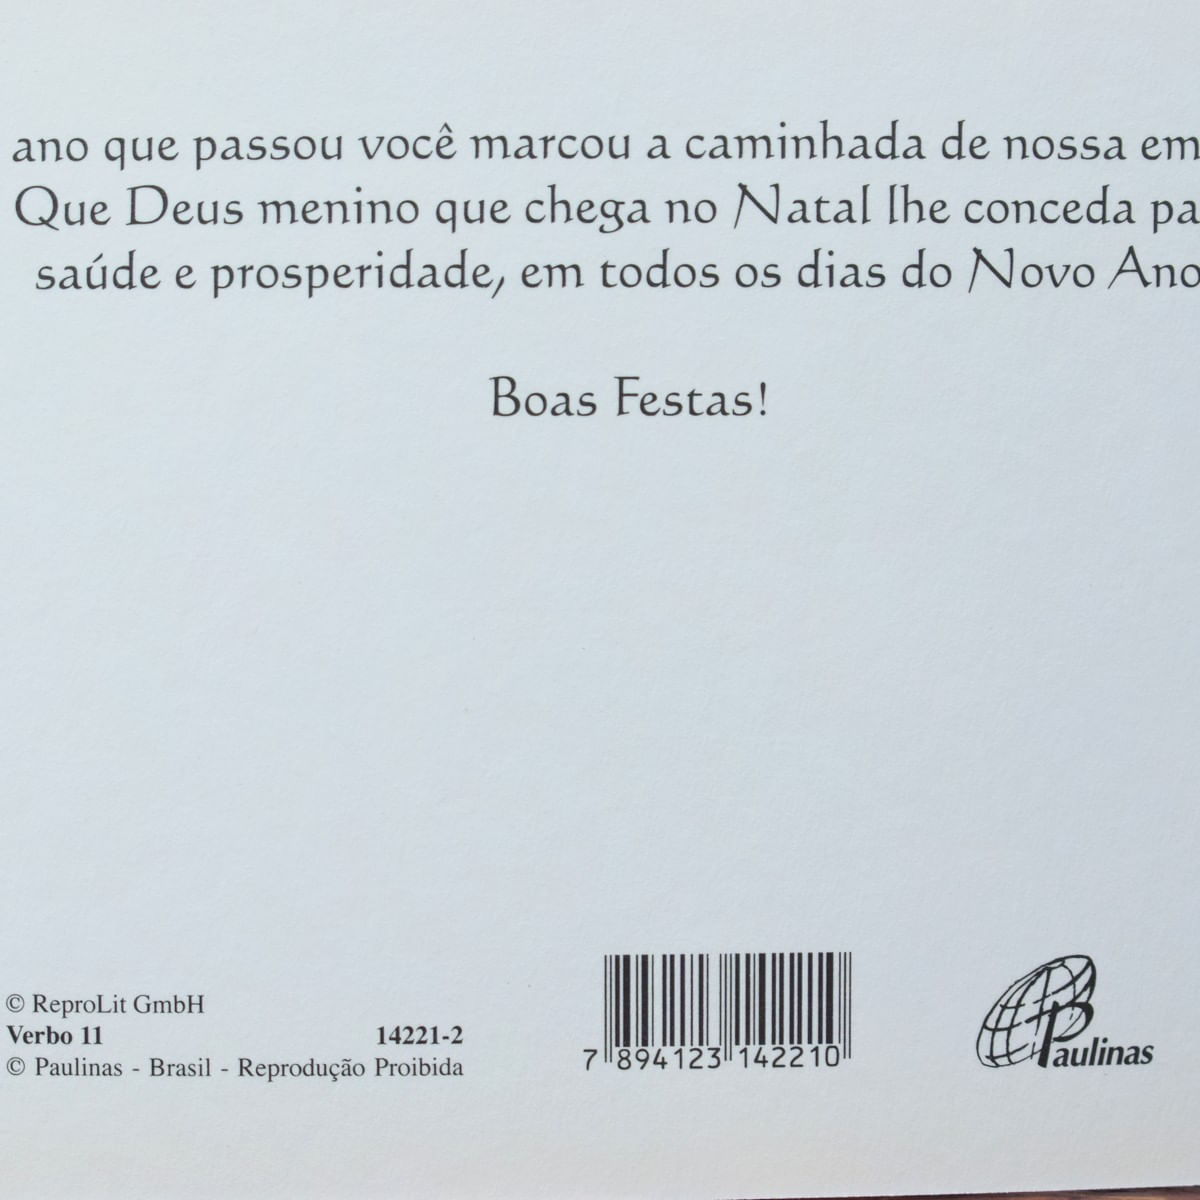 ano que passou você marcou a caminhada de nossa em
Que Deus menino que chega no Natal lhe conceda pa
saúde e prosperidade, em todos os dias do Novo Ano
Boas Festas!
© ReproLit GmbH
Verbo 11 14221-2
© Paulinas - Brasil - Reprodução Proibida
7 894123 142210
Paulinas